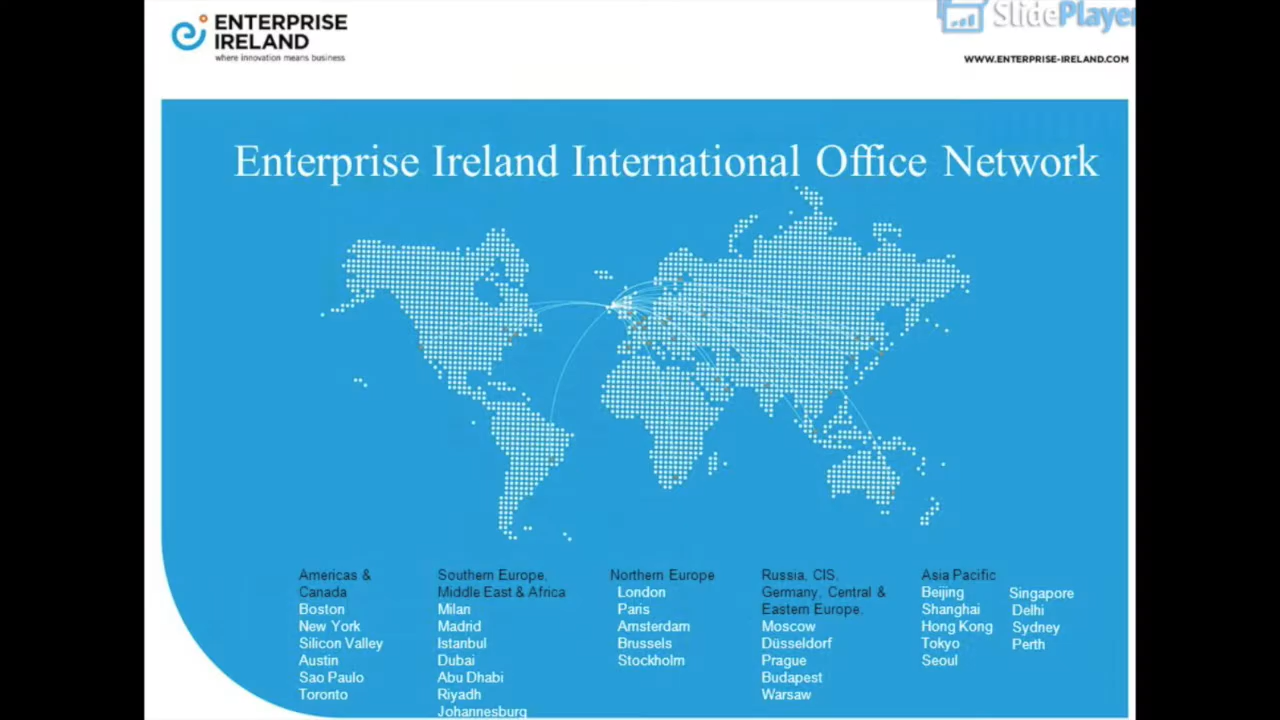 ENTERPRISE
IRELAND
where innovation means business
SlidePlayer
WWW.ENTERPRISE-IRELAND.COM
Enterprise Ireland International Office Network
Americas &
Canada
Boston
New York
Silicon Valley
Austin
Sao Paulo
Toronto
Southern Europe,
Middle East & Africa
Milan
Madrid
Istanbul
Dubai
Abu Dhabi
Riyadh
Johannesburg
Northern Europe
London
Paris
Amsterdam
Brussels
Stockholm
Russia, CIS,
Germany, Central &
Eastern Europe,
Moscow
Düsseldorf
Prague
Budapest
Warsaw
Asia Pacific
Beijing
Shanghai
Hong Kong
Tokyo
Seoul
Singapore
Delhi
Sydney
Perth